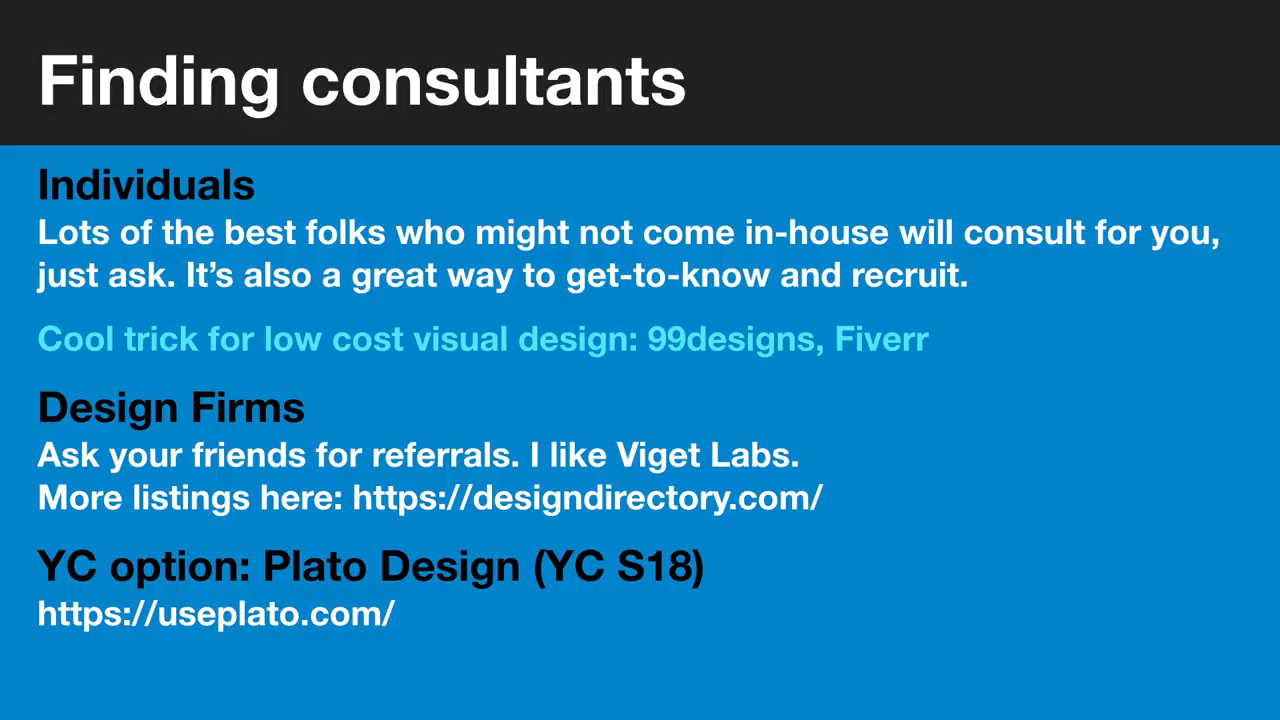 Finding consultants
Individuals
Lots of the best folks who might not come in-house will consult for you,
just ask. It’s also a great way to get-to-know and recruit.
Cool trick for low cost visual design: 99designs, Fiverr
Design Firms
Ask your friends for referrals. I like Viget Labs.
More listings here: https://designdirectory.com/
YC option: Plato Design (YC S18)
https://useplato.com/